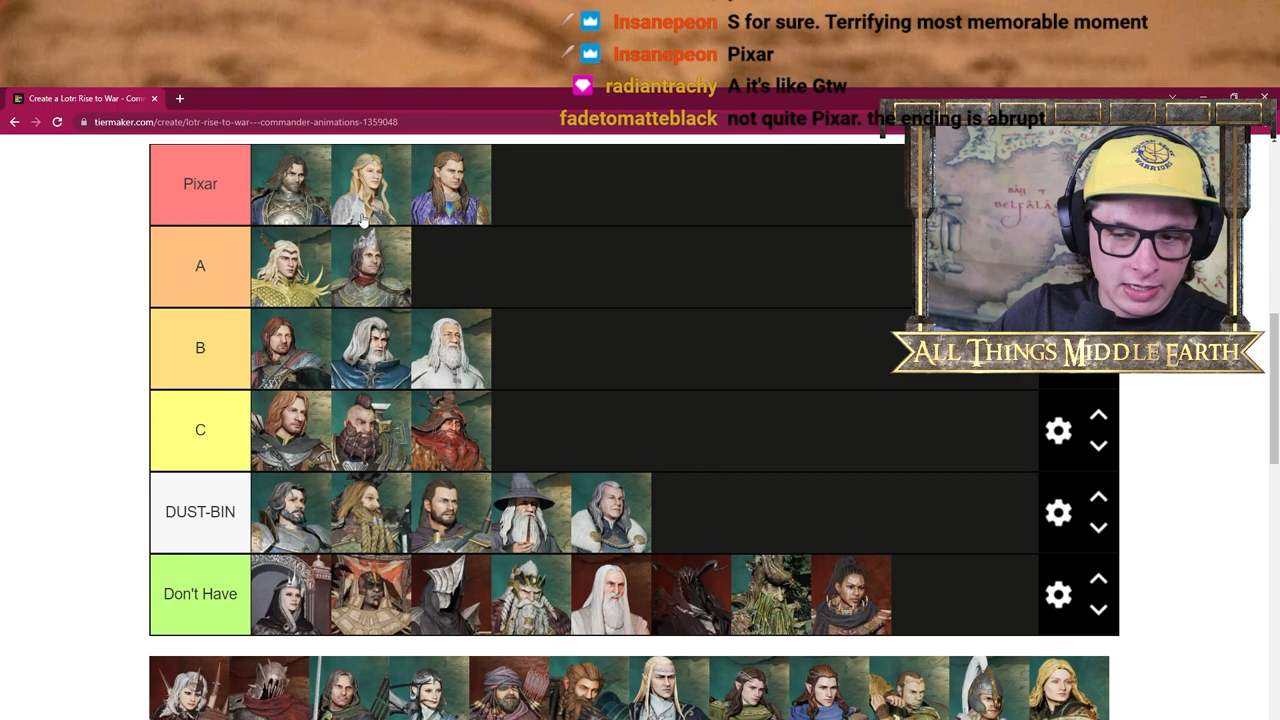 Insanepeon S for sure. Terrifying most memorable moment
Insanepeon Pixar
radiantrachy A it's like Gtw
fadetomatteblack not quite Pixar. the ending is abrupt
Create a Lotr: Rise to War - Com
tiermaker.com/create/lotr-rise-to-war---commander-animations-1359048
Pixar
A
B
C
DUST-BIN
Don't Have
BELFALAS
WARRIORS
ALL THINGS MIDDLE EARTH